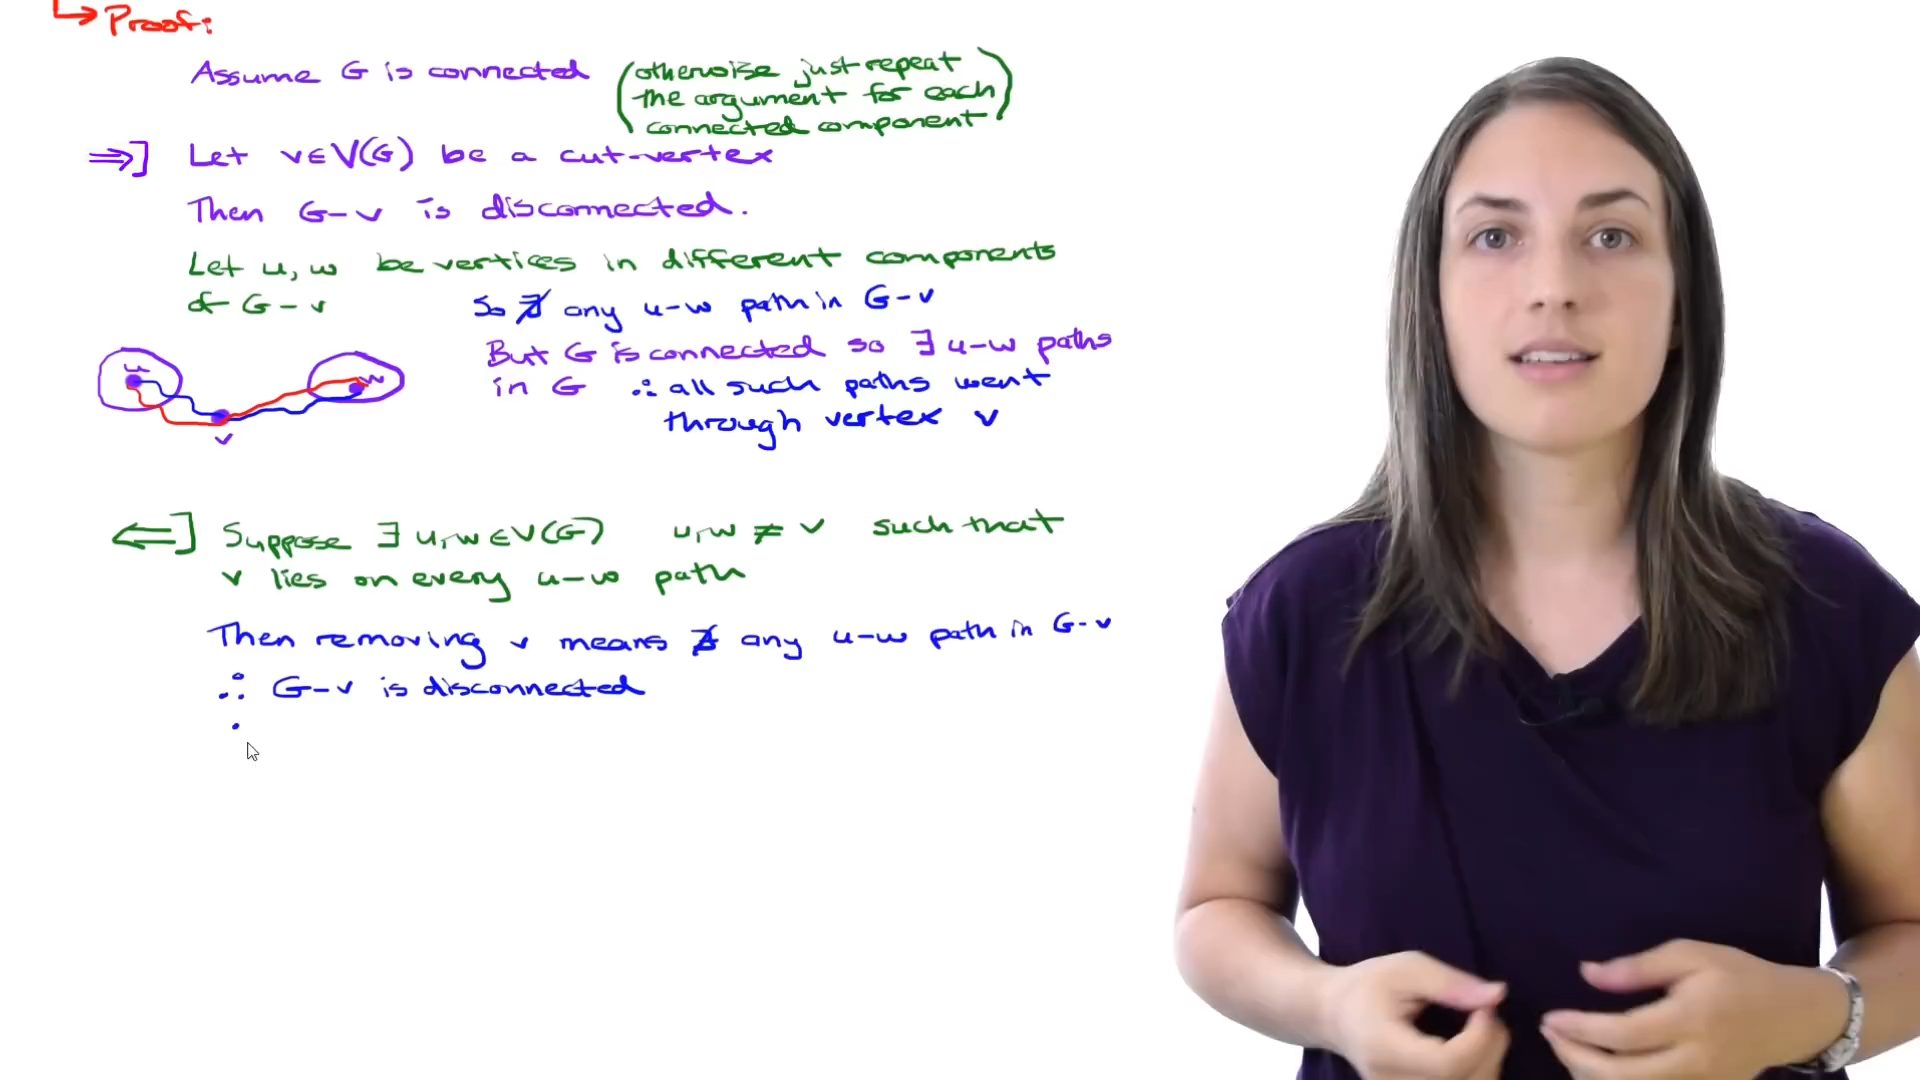 ↳ Proof:
Assume G is connected (otherwise just repeat
the argument for each
connected component)
⇒] Let v∈V(G) be a cut-vertex
Then G-v is disconnected.
Let u, w be vertices in different components
of G-v So ∄ any u-w path in G-v
But G is connected so ∃ u-w paths
in G ∴ all such paths went
through vertex v
u w
v
⇐] Suppose ∃ u,w∈V(G) u,w ≠ v such that
v lies on every u-w path
Then removing v means ∄ any u-w path in G-v
∴ G-v is disconnected